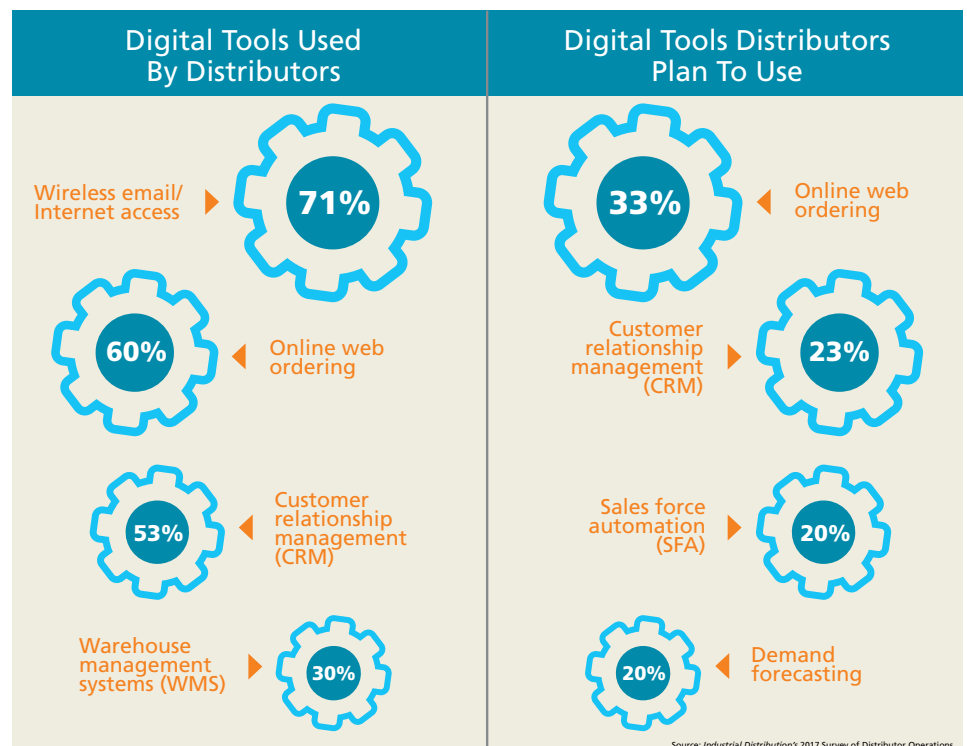 Digital Tools Used
By Distributors
Wireless email/
Internet access
71%
60%
Online web
ordering
53%
Customer
relationship
management
(CRM)
Warehouse
management
systems (WMS)
30%
Digital Tools Distributors
Plan To Use
33%
Online web
ordering
Customer
relationship
management
(CRM)
23%
Sales force
automation
(SFA)
20%
20%
Demand
forecasting
Source: Industrial Distribution's 2017 Survey of Distributor Operations